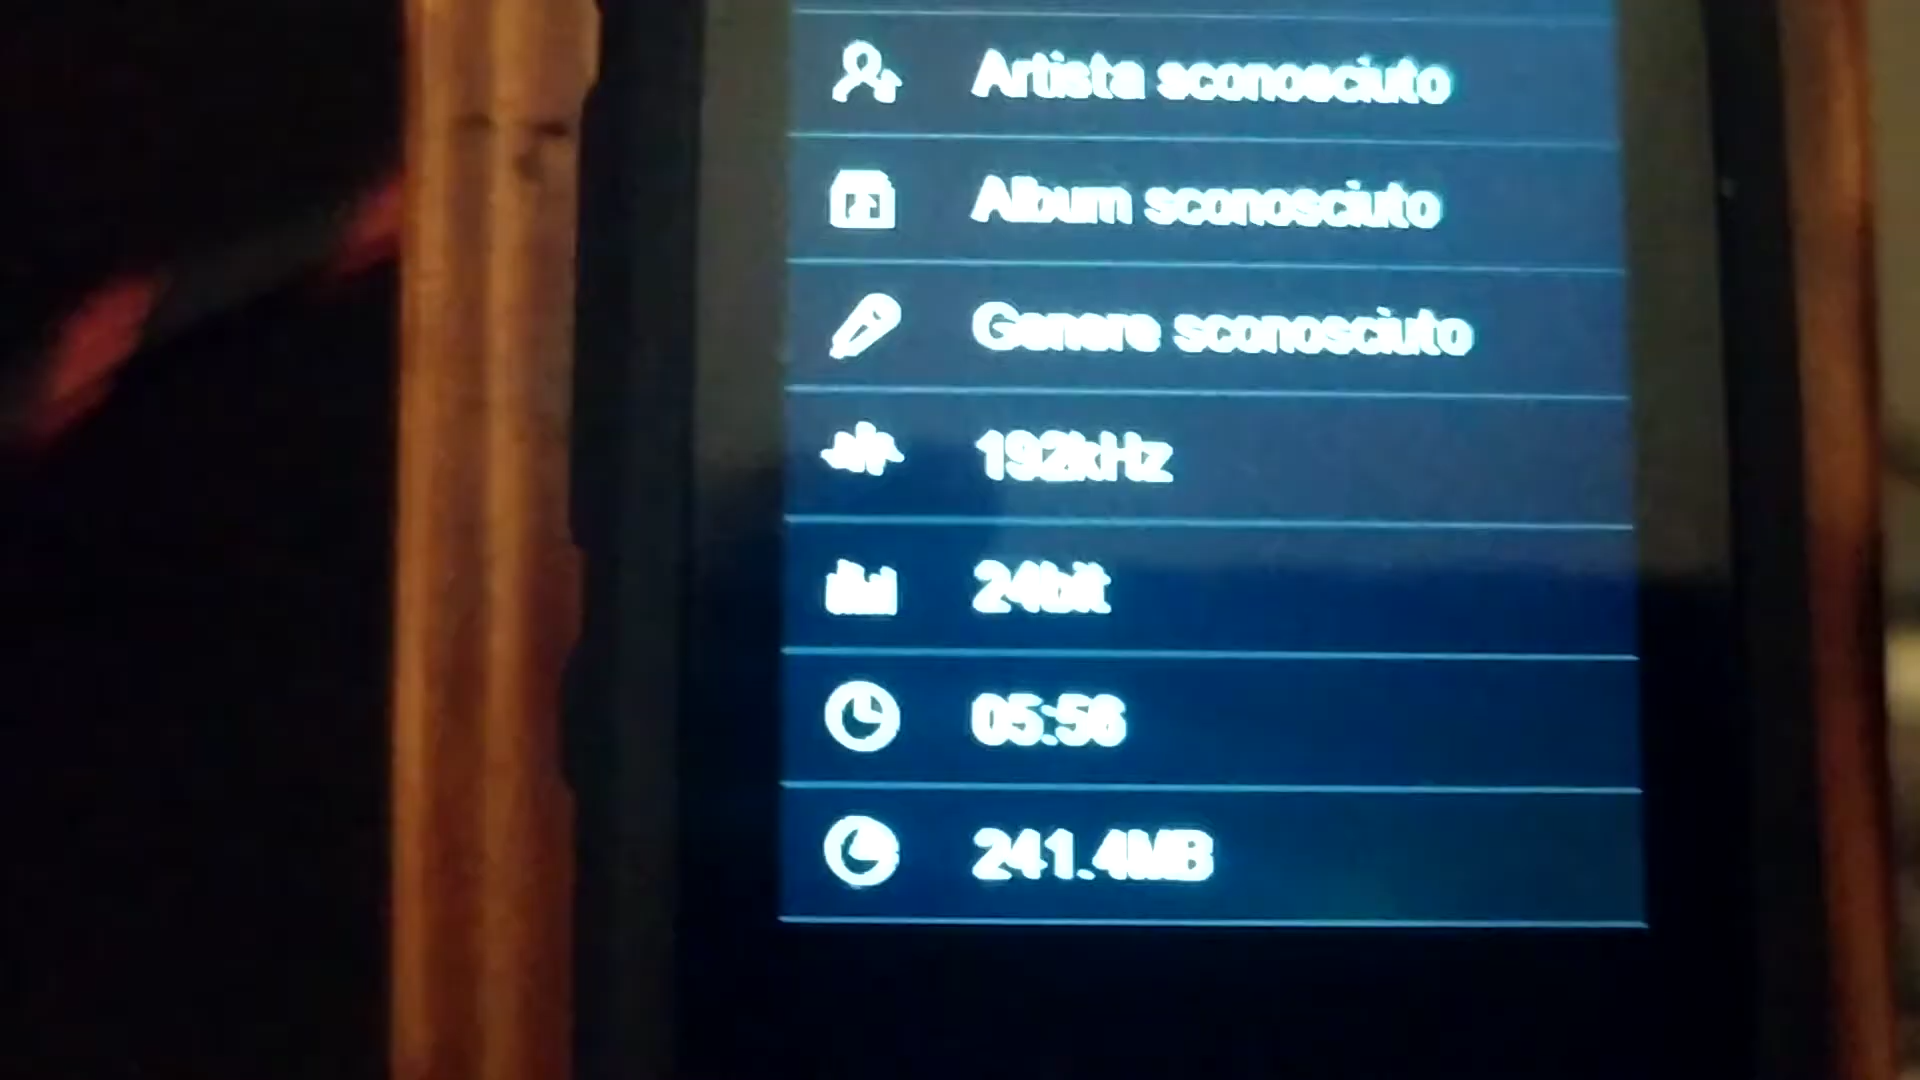 Artista sconosciuto
Album sconosciuto
Genere sconosciuto
192kHz
24bit
05:56
241.4MB